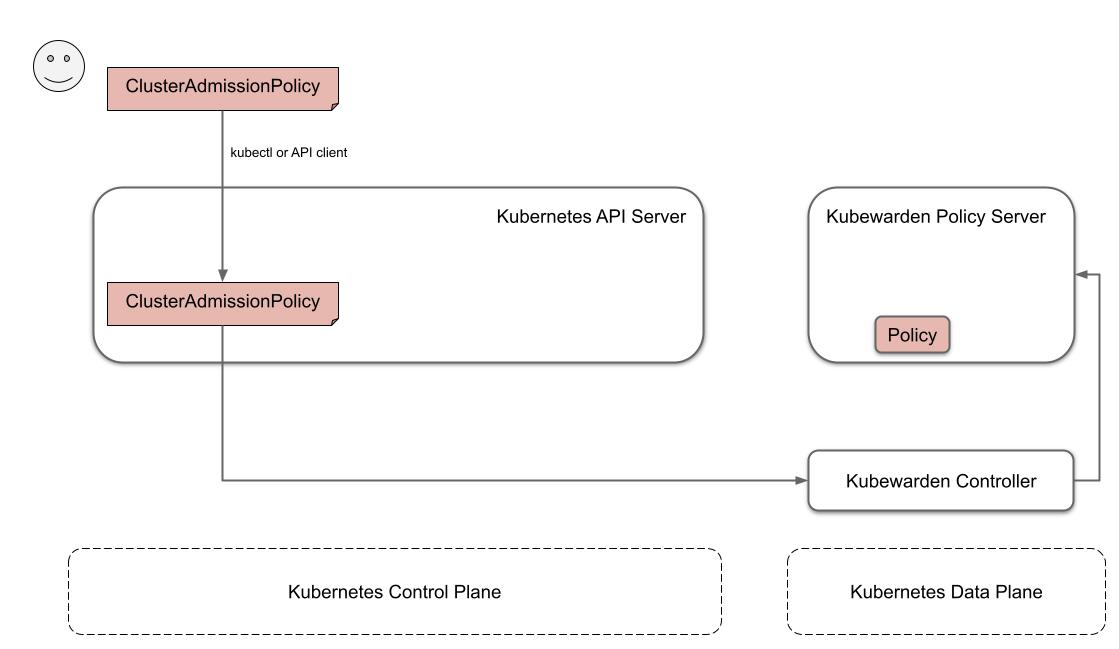 ClusterAdmissionPolicy
kubectl or API client
Kubernetes API Server
Kubewarden Policy Server
ClusterAdmissionPolicy
Policy
Kubewarden Controller
Kubernetes Control Plane
Kubernetes Data Plane